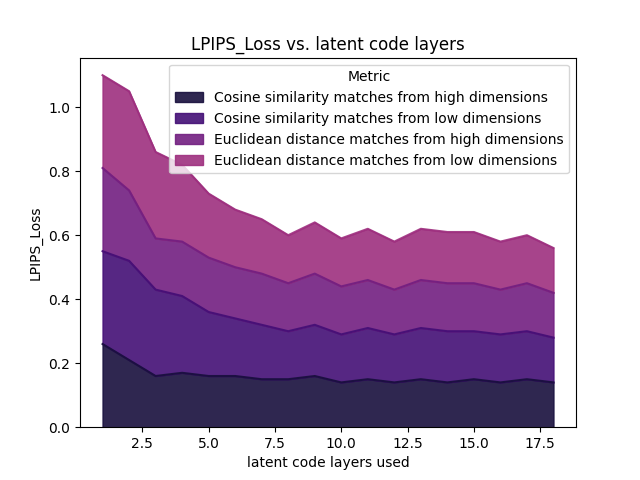 LPIPS_Loss vs. latent code layers
Metric
Cosine similarity matches from high dimensions
Cosine similarity matches from low dimensions
Euclidean distance matches from high dimensions
Euclidean distance matches from low dimensions
LPIPS_Loss
1.0
0.8
0.6
0.4
0.2
0.0
2.5 5.0 7.5 10.0 12.5 15.0 17.5
latent code layers used